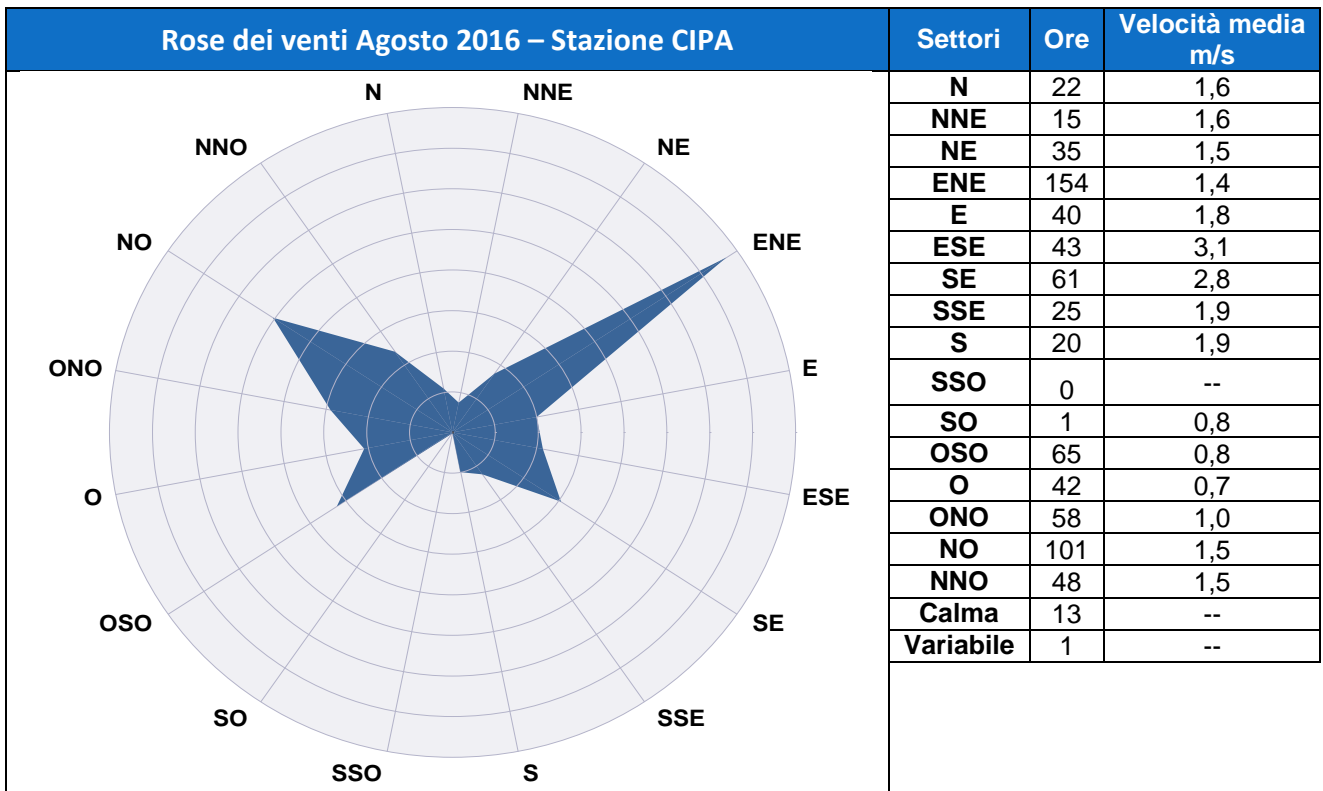 Rose dei venti Agosto 2016 – Stazione CIPA
N
NNE
NE
ENE
E
ESE
SE
SSE
S
SSO
SO
OSO
O
ONO
NO
NNO
Settori Ore Velocità media m/s
N 22 1,6
NNE 15 1,6
NE 35 1,5
ENE 154 1,4
E 40 1,8
ESE 43 3,1
SE 61 2,8
SSE 25 1,9
S 20 1,9
SSO 0 --
SO 1 0,8
OSO 65 0,8
O 42 0,7
ONO 58 1,0
NO 101 1,5
NNO 48 1,5
Calma 13 --
Variabile 1 --